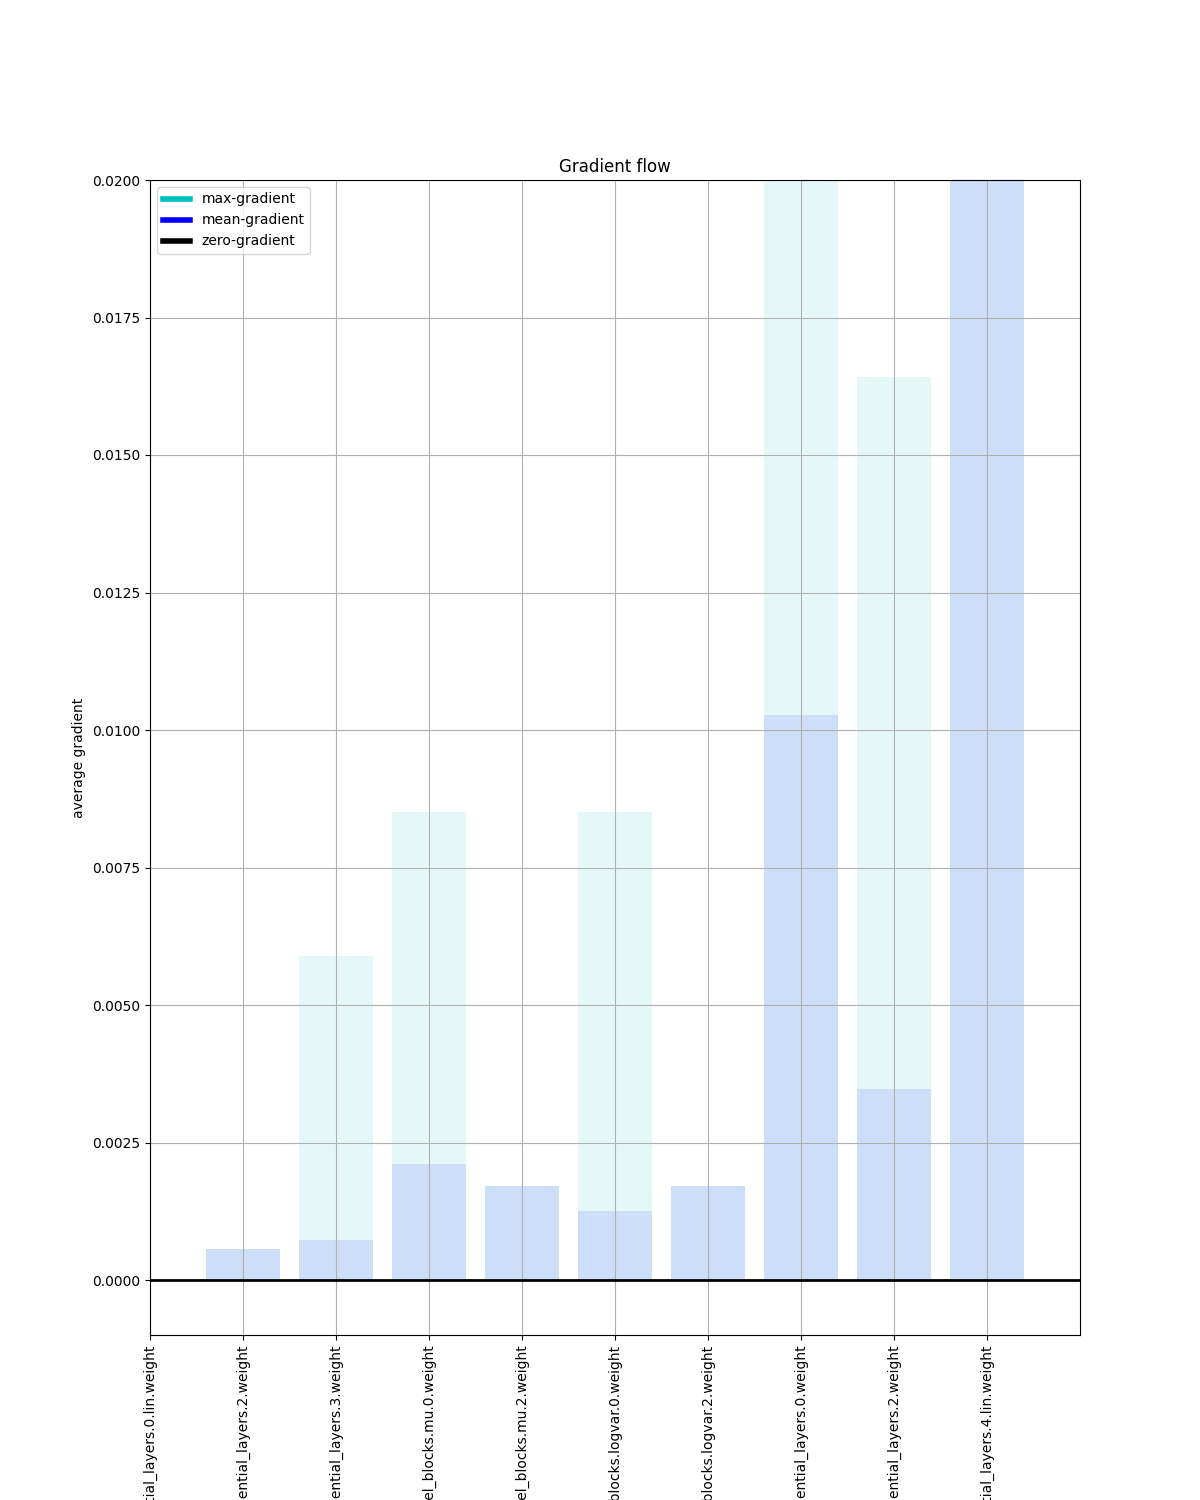 Gradient flow
max-gradient
mean-gradient
zero-gradient
0.0200
0.0175
0.0150
0.0125
0.0100
0.0075
0.0050
0.0025
0.0000
average gradient
tial_layers.0.lin.weight
ential_layers.2.weight
ential_layers.3.weight
el_blocks.mu.0.weight
el_blocks.mu.2.weight
blocks.logvar.0.weight
blocks.logvar.2.weight
ential_layers.0.weight
ential_layers.2.weight
tial_layers.4.lin.weight